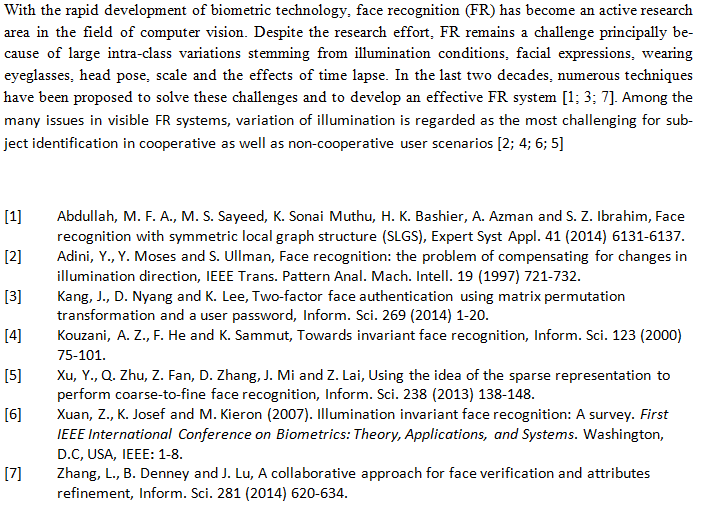 With the rapid development of biometric technology, face recognition (FR) has become an active research
area in the field of computer vision. Despite the research effort, FR remains a challenge principally be-
cause of large intra-class variations stemming from illumination conditions, facial expressions, wearing
eyeglasses, head pose, scale and the effects of time lapse. In the last two decades, numerous techniques
have been proposed to solve these challenges and to develop an effective FR system [1; 3; 7]. Among the
many issues in visible FR systems, variation of illumination is regarded as the most challenging for sub-
ject identification in cooperative as well as non-cooperative user scenarios [2; 4; 6; 5]
[1] Abdullah, M. F. A., M. S. Sayeed, K. Sonai Muthu, H. K. Bashier, A. Azman and S. Z. Ibrahim, Face
recognition with symmetric local graph structure (SLGS), Expert Syst Appl. 41 (2014) 6131-6137.
[2] Adini, Y., Y. Moses and S. Ullman, Face recognition: the problem of compensating for changes in
illumination direction, IEEE Trans. Pattern Anal. Mach. Intell. 19 (1997) 721-732.
[3] Kang, J., D. Nyang and K. Lee, Two-factor face authentication using matrix permutation
transformation and a user password, Inform. Sci. 269 (2014) 1-20.
[4] Kouzani, A. Z., F. He and K. Sammut, Towards invariant face recognition, Inform. Sci. 123 (2000)
75-101.
[5] Xu, Y., Q. Zhu, Z. Fan, D. Zhang, J. Mi and Z. Lai, Using the idea of the sparse representation to
perform coarse-to-fine face recognition, Inform. Sci. 238 (2013) 138-148.
[6] Xuan, Z., K. Josef and M. Kieron (2007). Illumination invariant face recognition: A survey. First
IEEE International Conference on Biometrics: Theory, Applications, and Systems. Washington,
D.C, USA, IEEE: 1-8.
[7] Zhang, L., B. Denney and J. Lu, A collaborative approach for face verification and attributes
refinement, Inform. Sci. 281 (2014) 620-634.